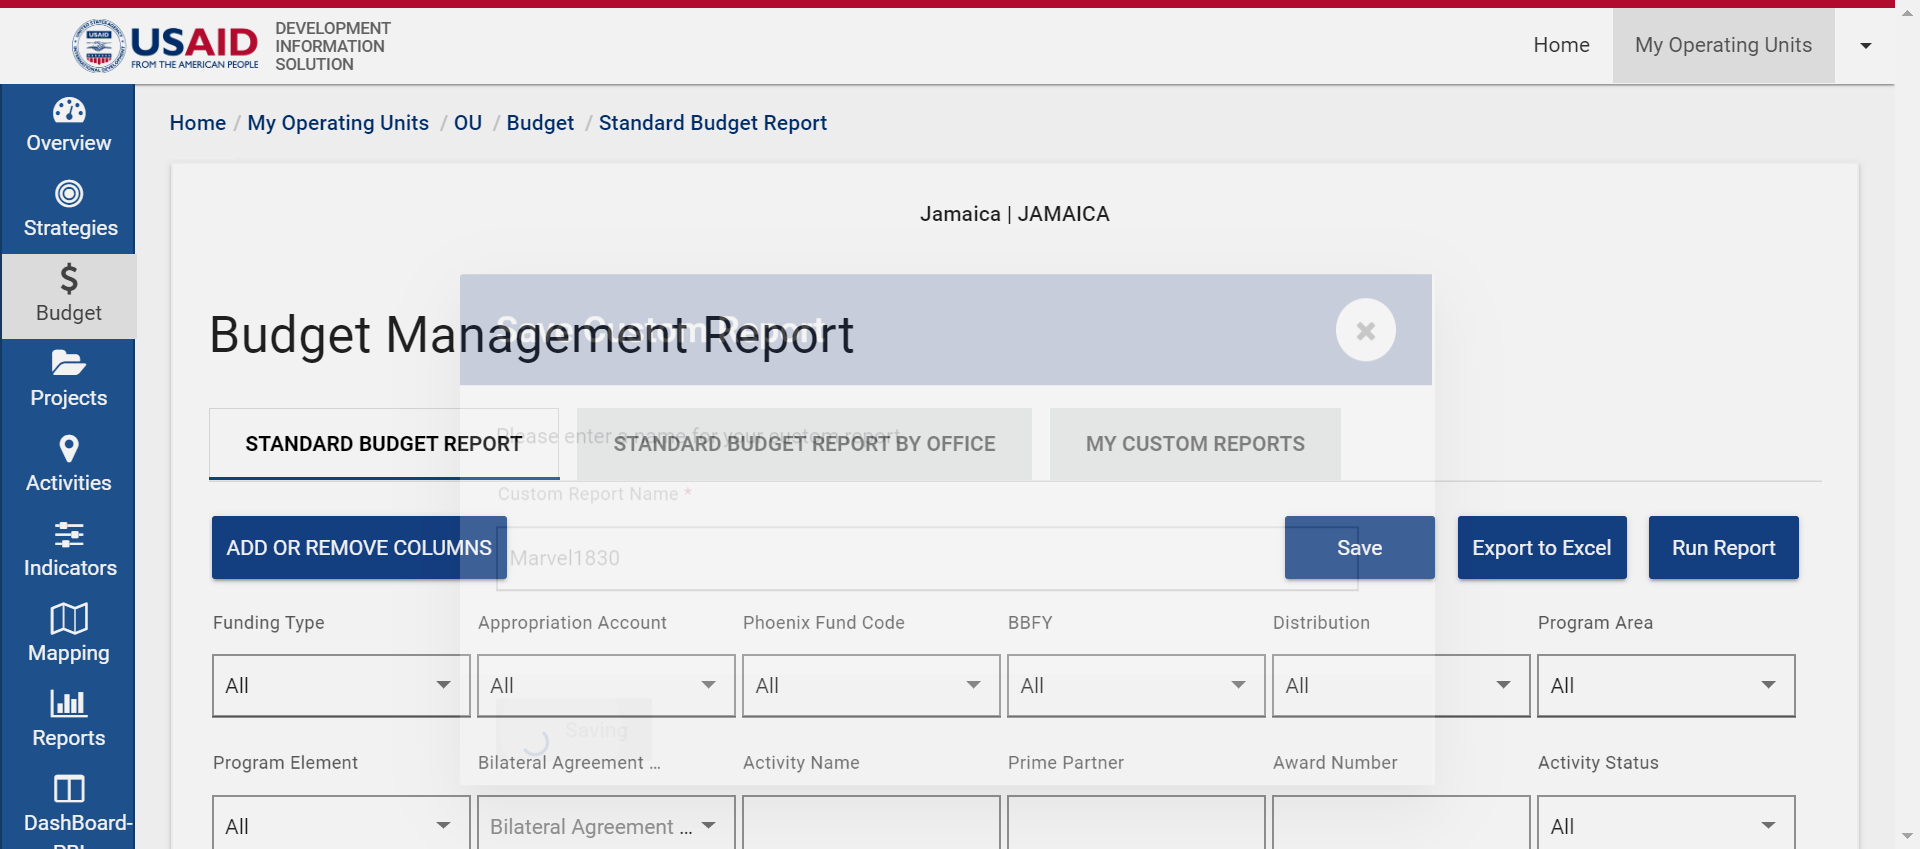 USAID
FROM THE AMERICAN PEOPLE
DEVELOPMENT
INFORMATION
SOLUTION
Home
My Operating Units
Overview
Strategies
Budget
Projects
Activities
Indicators
Mapping
Reports
DashBoard-
Home / My Operating Units / OU / Budget / Standard Budget Report
Jamaica | JAMAICA
Budget Management Report
Save Custom Report
STANDARD BUDGET REPORT
STANDARD BUDGET REPORT BY OFFICE
MY CUSTOM REPORTS
Please enter a name for your custom report
Custom Report Name *
Marvel1830
ADD OR REMOVE COLUMNS
Save
Export to Excel
Run Report
Funding Type
Appropriation Account
Phoenix Fund Code
BBFY
Distribution
Program Area
All
All
All
All
All
All
Saving
Program Element
Bilateral Agreement ...
Activity Name
Prime Partner
Award Number
Activity Status
All
Bilateral Agreement ...
All